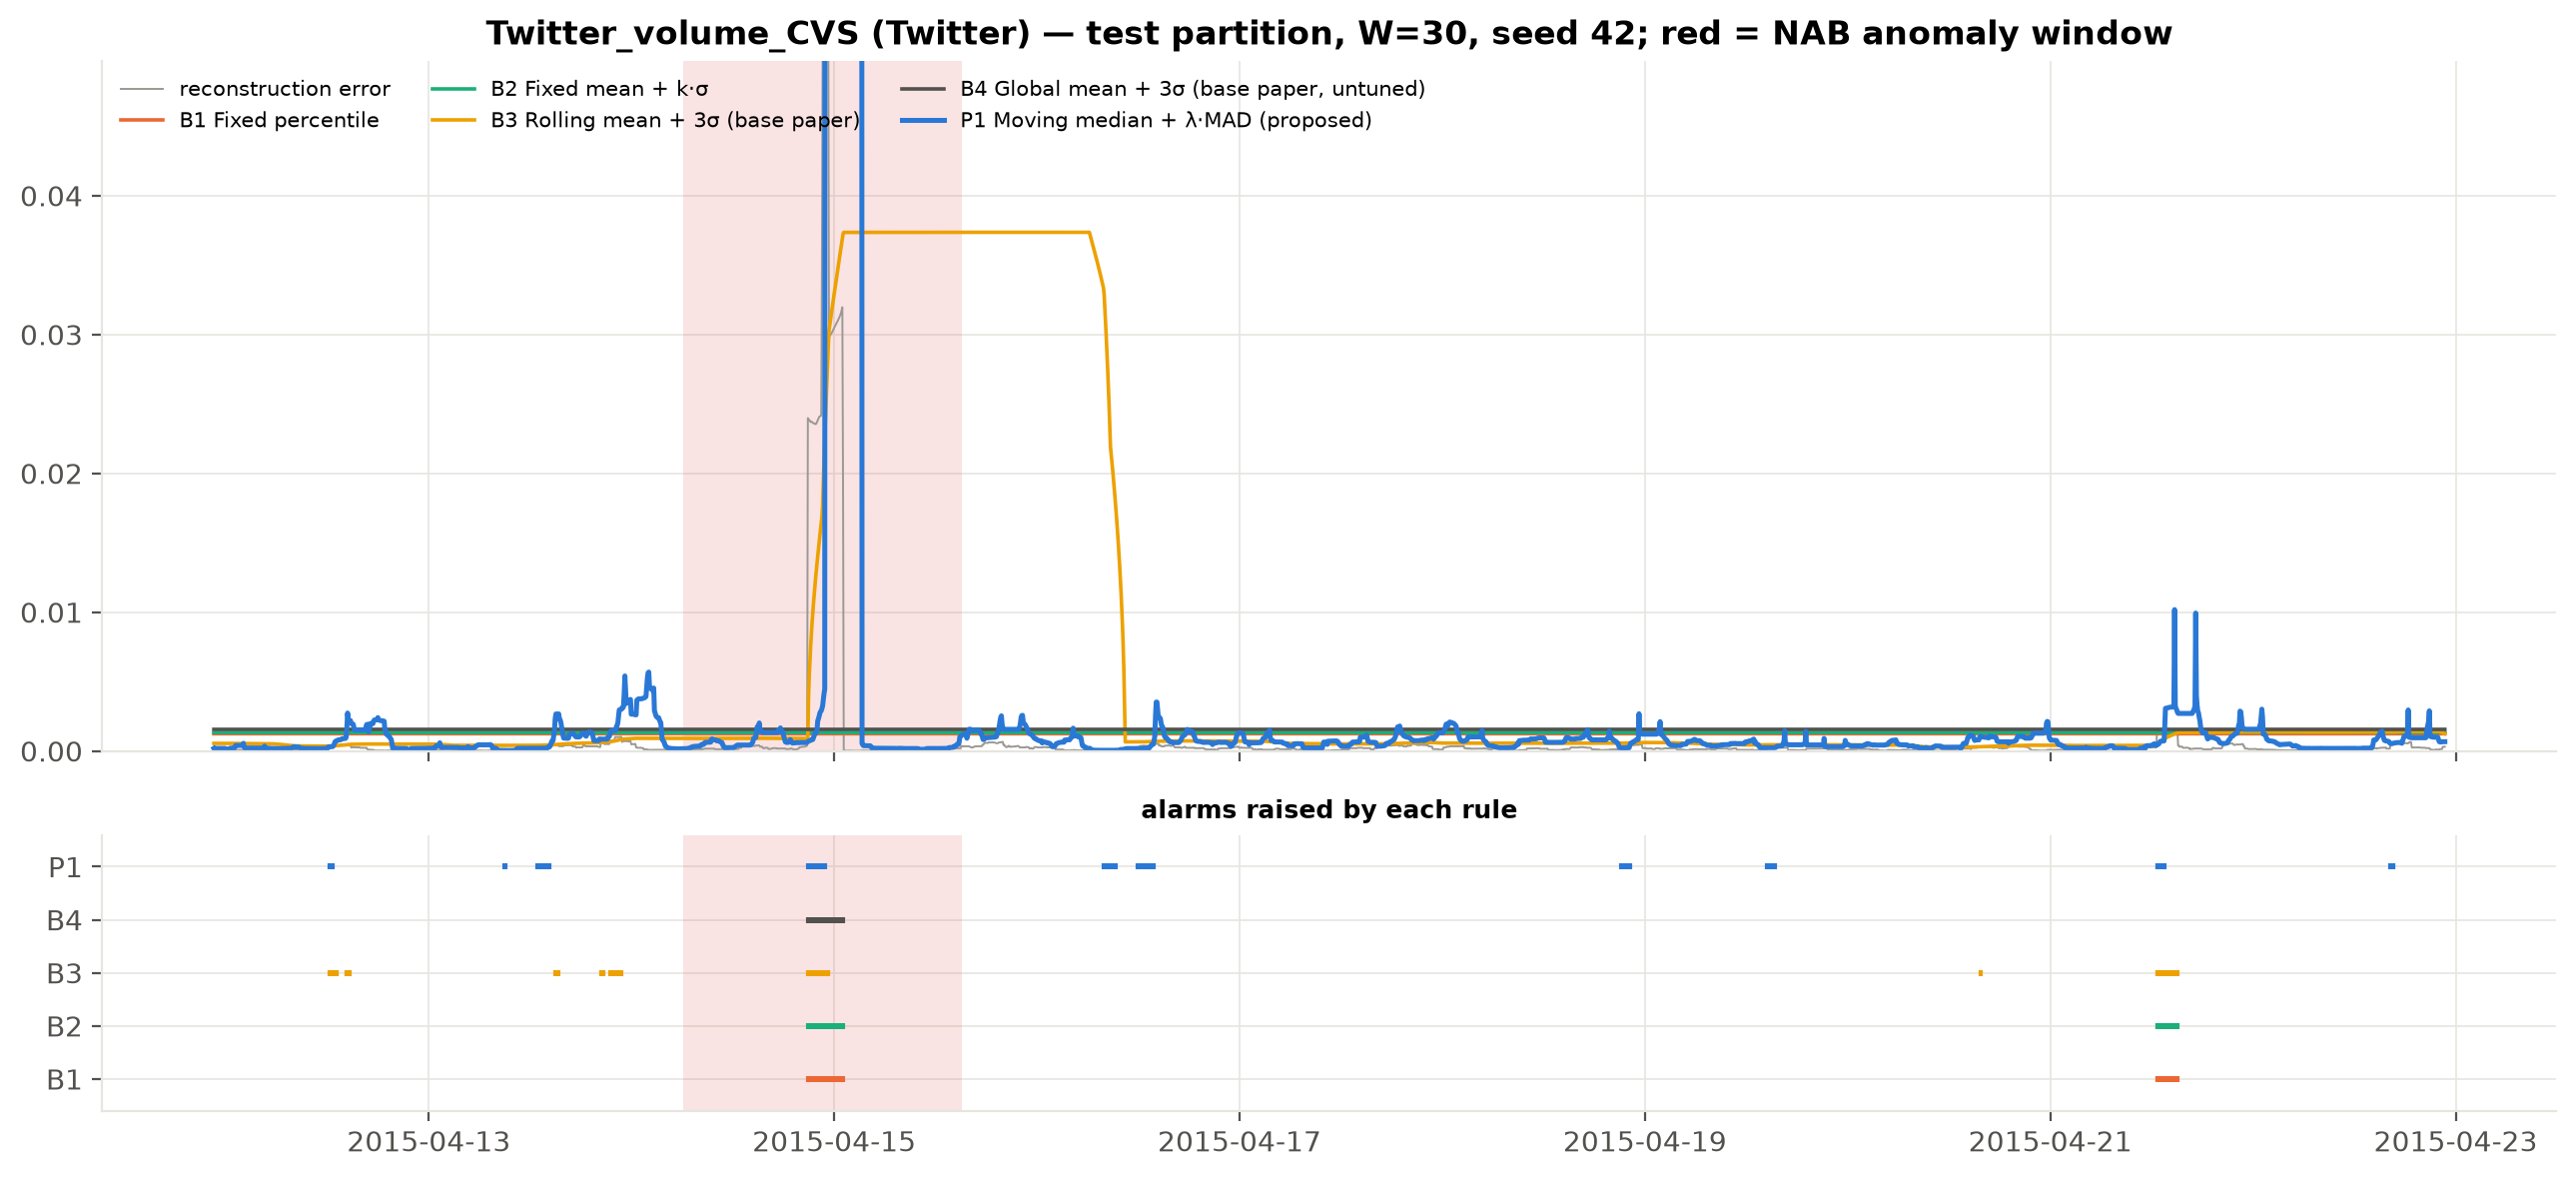 Twitter_volume_CVS (Twitter) — test partition, W=30, seed 42; red = NAB anomaly window
reconstruction error
B1 Fixed percentile
B2 Fixed mean + k·σ
B3 Rolling mean + 3σ (base paper)
B4 Global mean + 3σ (base paper, untuned)
P1 Moving median + λ·MAD (proposed)
0.04
0.03
0.02
0.01
0.00
alarms raised by each rule
P1
B4
B3
B2
B1
2015-04-13
2015-04-15
2015-04-17
2015-04-19
2015-04-21
2015-04-23